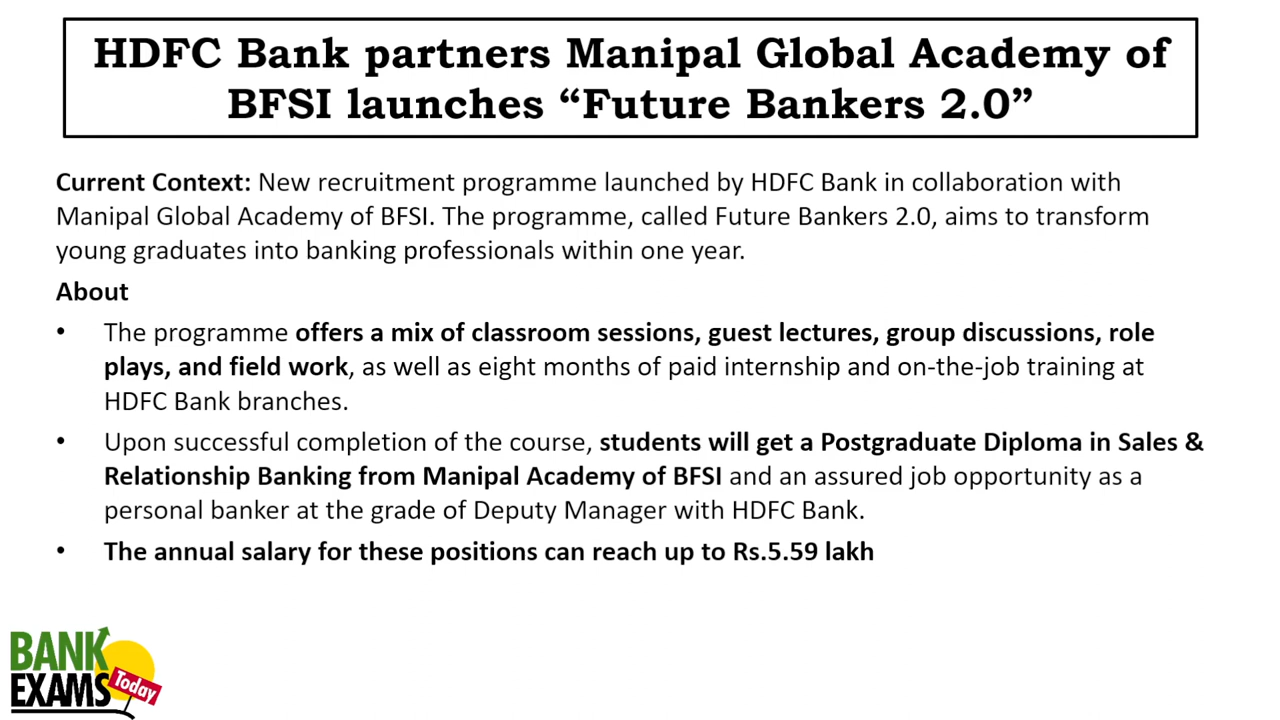 HDFC Bank partners Manipal Global Academy of
BFSI launches “Future Bankers 2.0”
Current Context: New recruitment programme launched by HDFC Bank in collaboration with
Manipal Global Academy of BFSI. The programme, called Future Bankers 2.0, aims to transform
young graduates into banking professionals within one year.
About
• The programme offers a mix of classroom sessions, guest lectures, group discussions, role
plays, and field work, as well as eight months of paid internship and on-the-job training at
HDFC Bank branches.
• Upon successful completion of the course, students will get a Postgraduate Diploma in Sales &
Relationship Banking from Manipal Academy of BFSI and an assured job opportunity as a
personal banker at the grade of Deputy Manager with HDFC Bank.
• The annual salary for these positions can reach up to Rs.5.59 lakh
BANK
EXAMS
Today